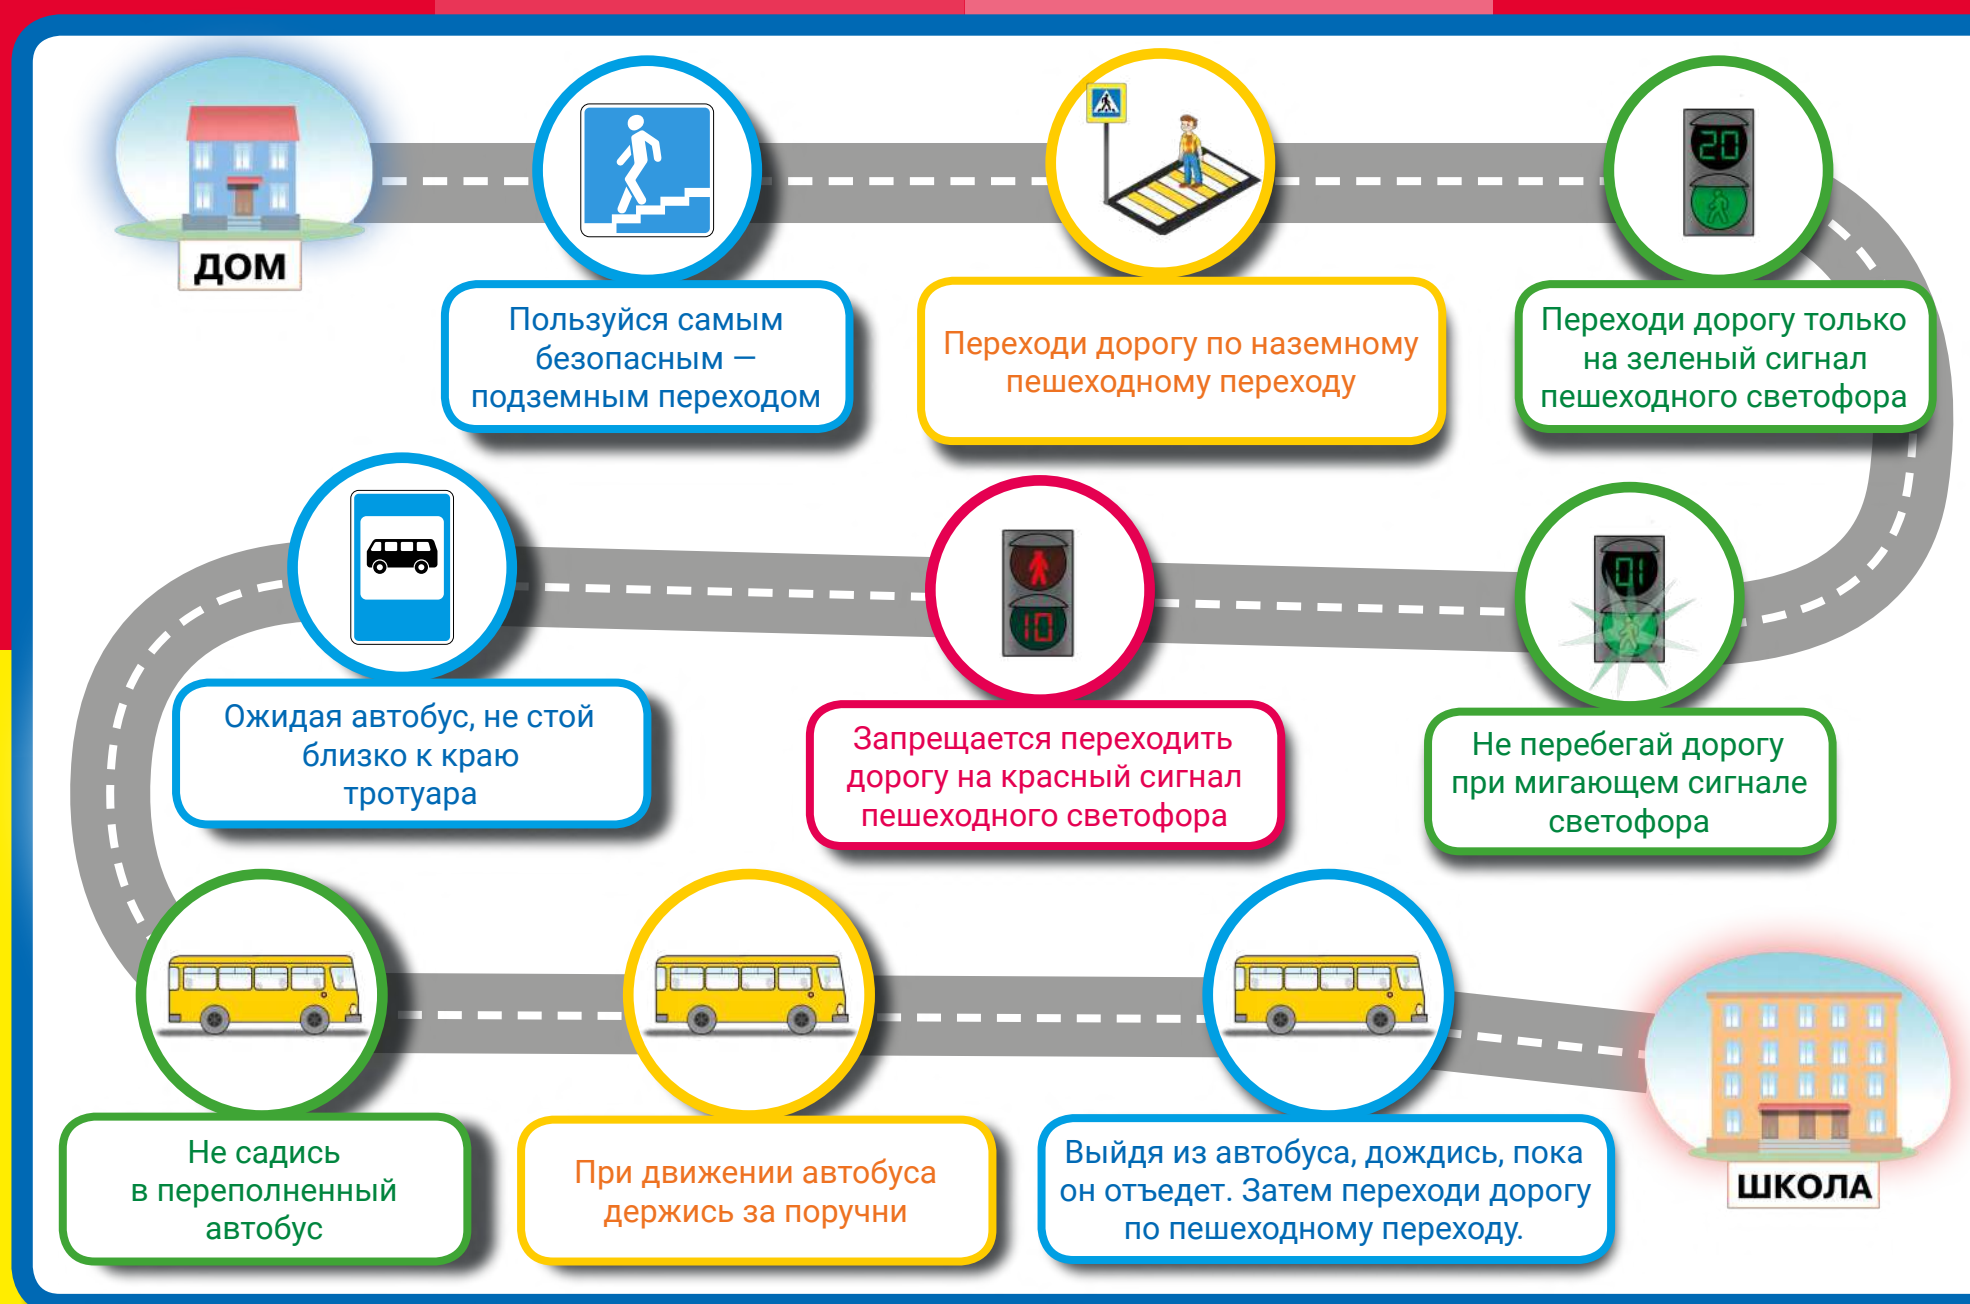 ДОМ
Пользуйся самым
безопасным —
подземным переходом
Переходи дорогу по наземному
пешеходному переходу
20
Переходи дорогу только
на зеленый сигнал
пешеходного светофора
Ожидая автобус, не стой
близко к краю
тротуара
10
Запрещается переходить
дорогу на красный сигнал
пешеходного светофора
01
Не перебегай дорогу
при мигающем сигнале
светофора
Не садись
в переполненный
автобус
При движении автобуса
держись за поручни
Выйдя из автобуса, дождись, пока
он отъедет. Затем переходи дорогу
по пешеходному переходу.
ШКОЛА